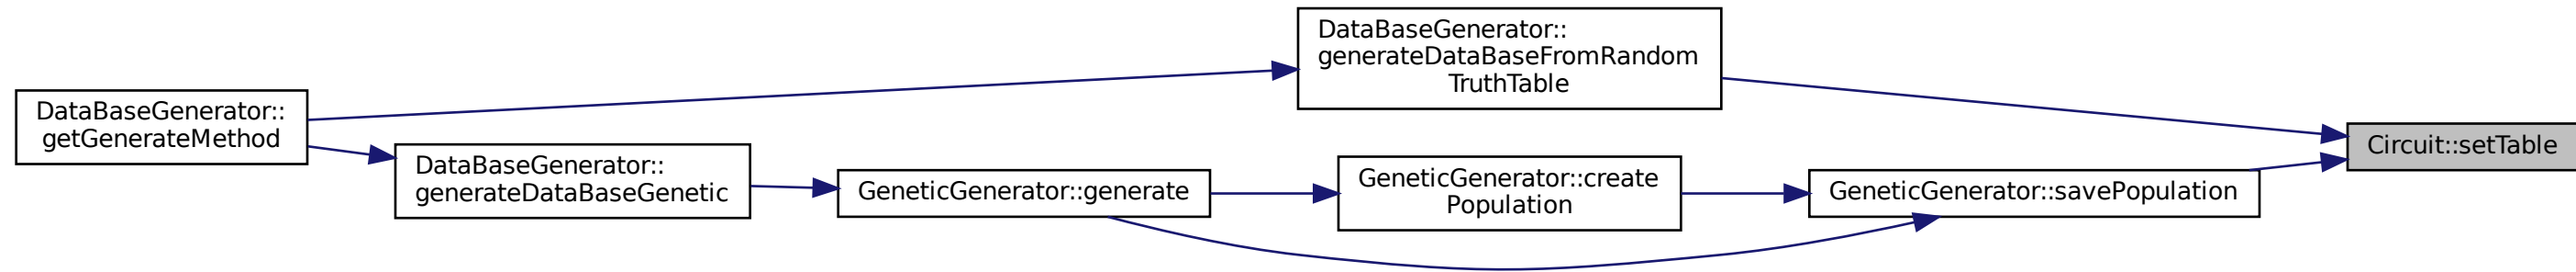 DataBaseGenerator::
getGenerateMethod
DataBaseGenerator::
generateDataBaseFromRandom
TruthTable
DataBaseGenerator::
generateDataBaseGenetic
GeneticGenerator::generate
GeneticGenerator::create
Population
GeneticGenerator::savePopulation
Circuit::setTable